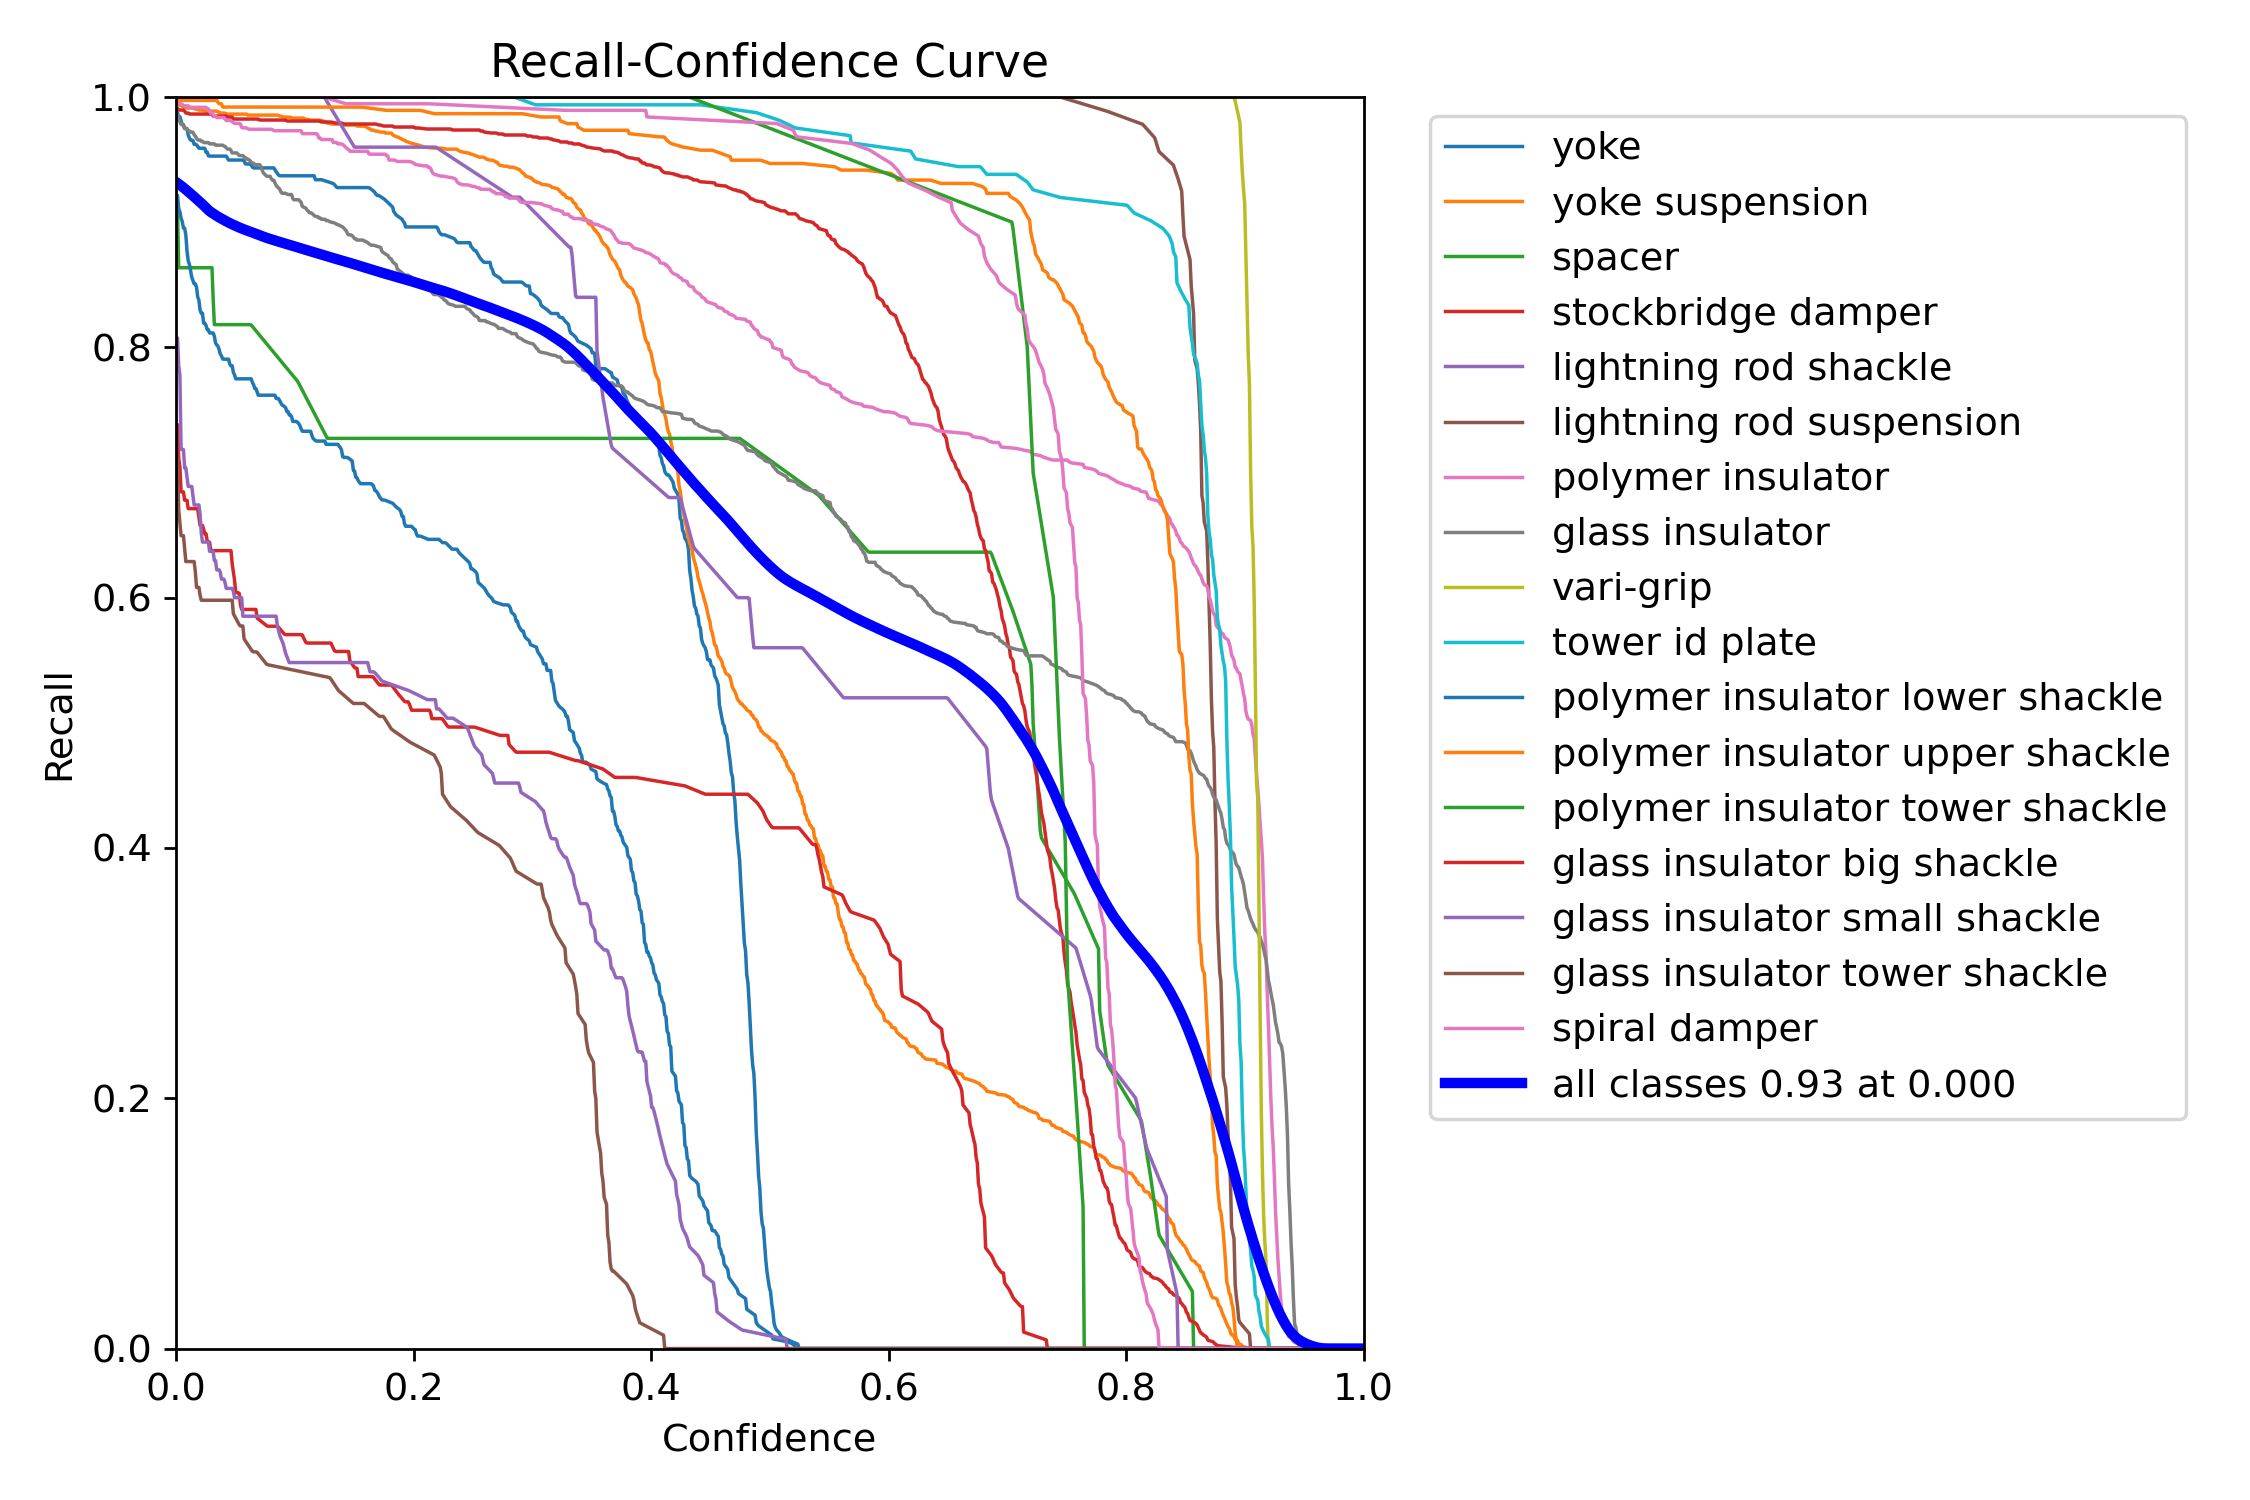 Recall-Confidence Curve
1.0
0.8
0.6
0.4
0.2
0.0
Recall
0.0 0.2 0.4 0.6 0.8 1.0
Confidence
yoke
yoke suspension
spacer
stockbridge damper
lightning rod shackle
lightning rod suspension
polymer insulator
glass insulator
vari-grip
tower id plate
polymer insulator lower shackle
polymer insulator upper shackle
polymer insulator tower shackle
glass insulator big shackle
glass insulator small shackle
glass insulator tower shackle
spiral damper
all classes 0.93 at 0.000